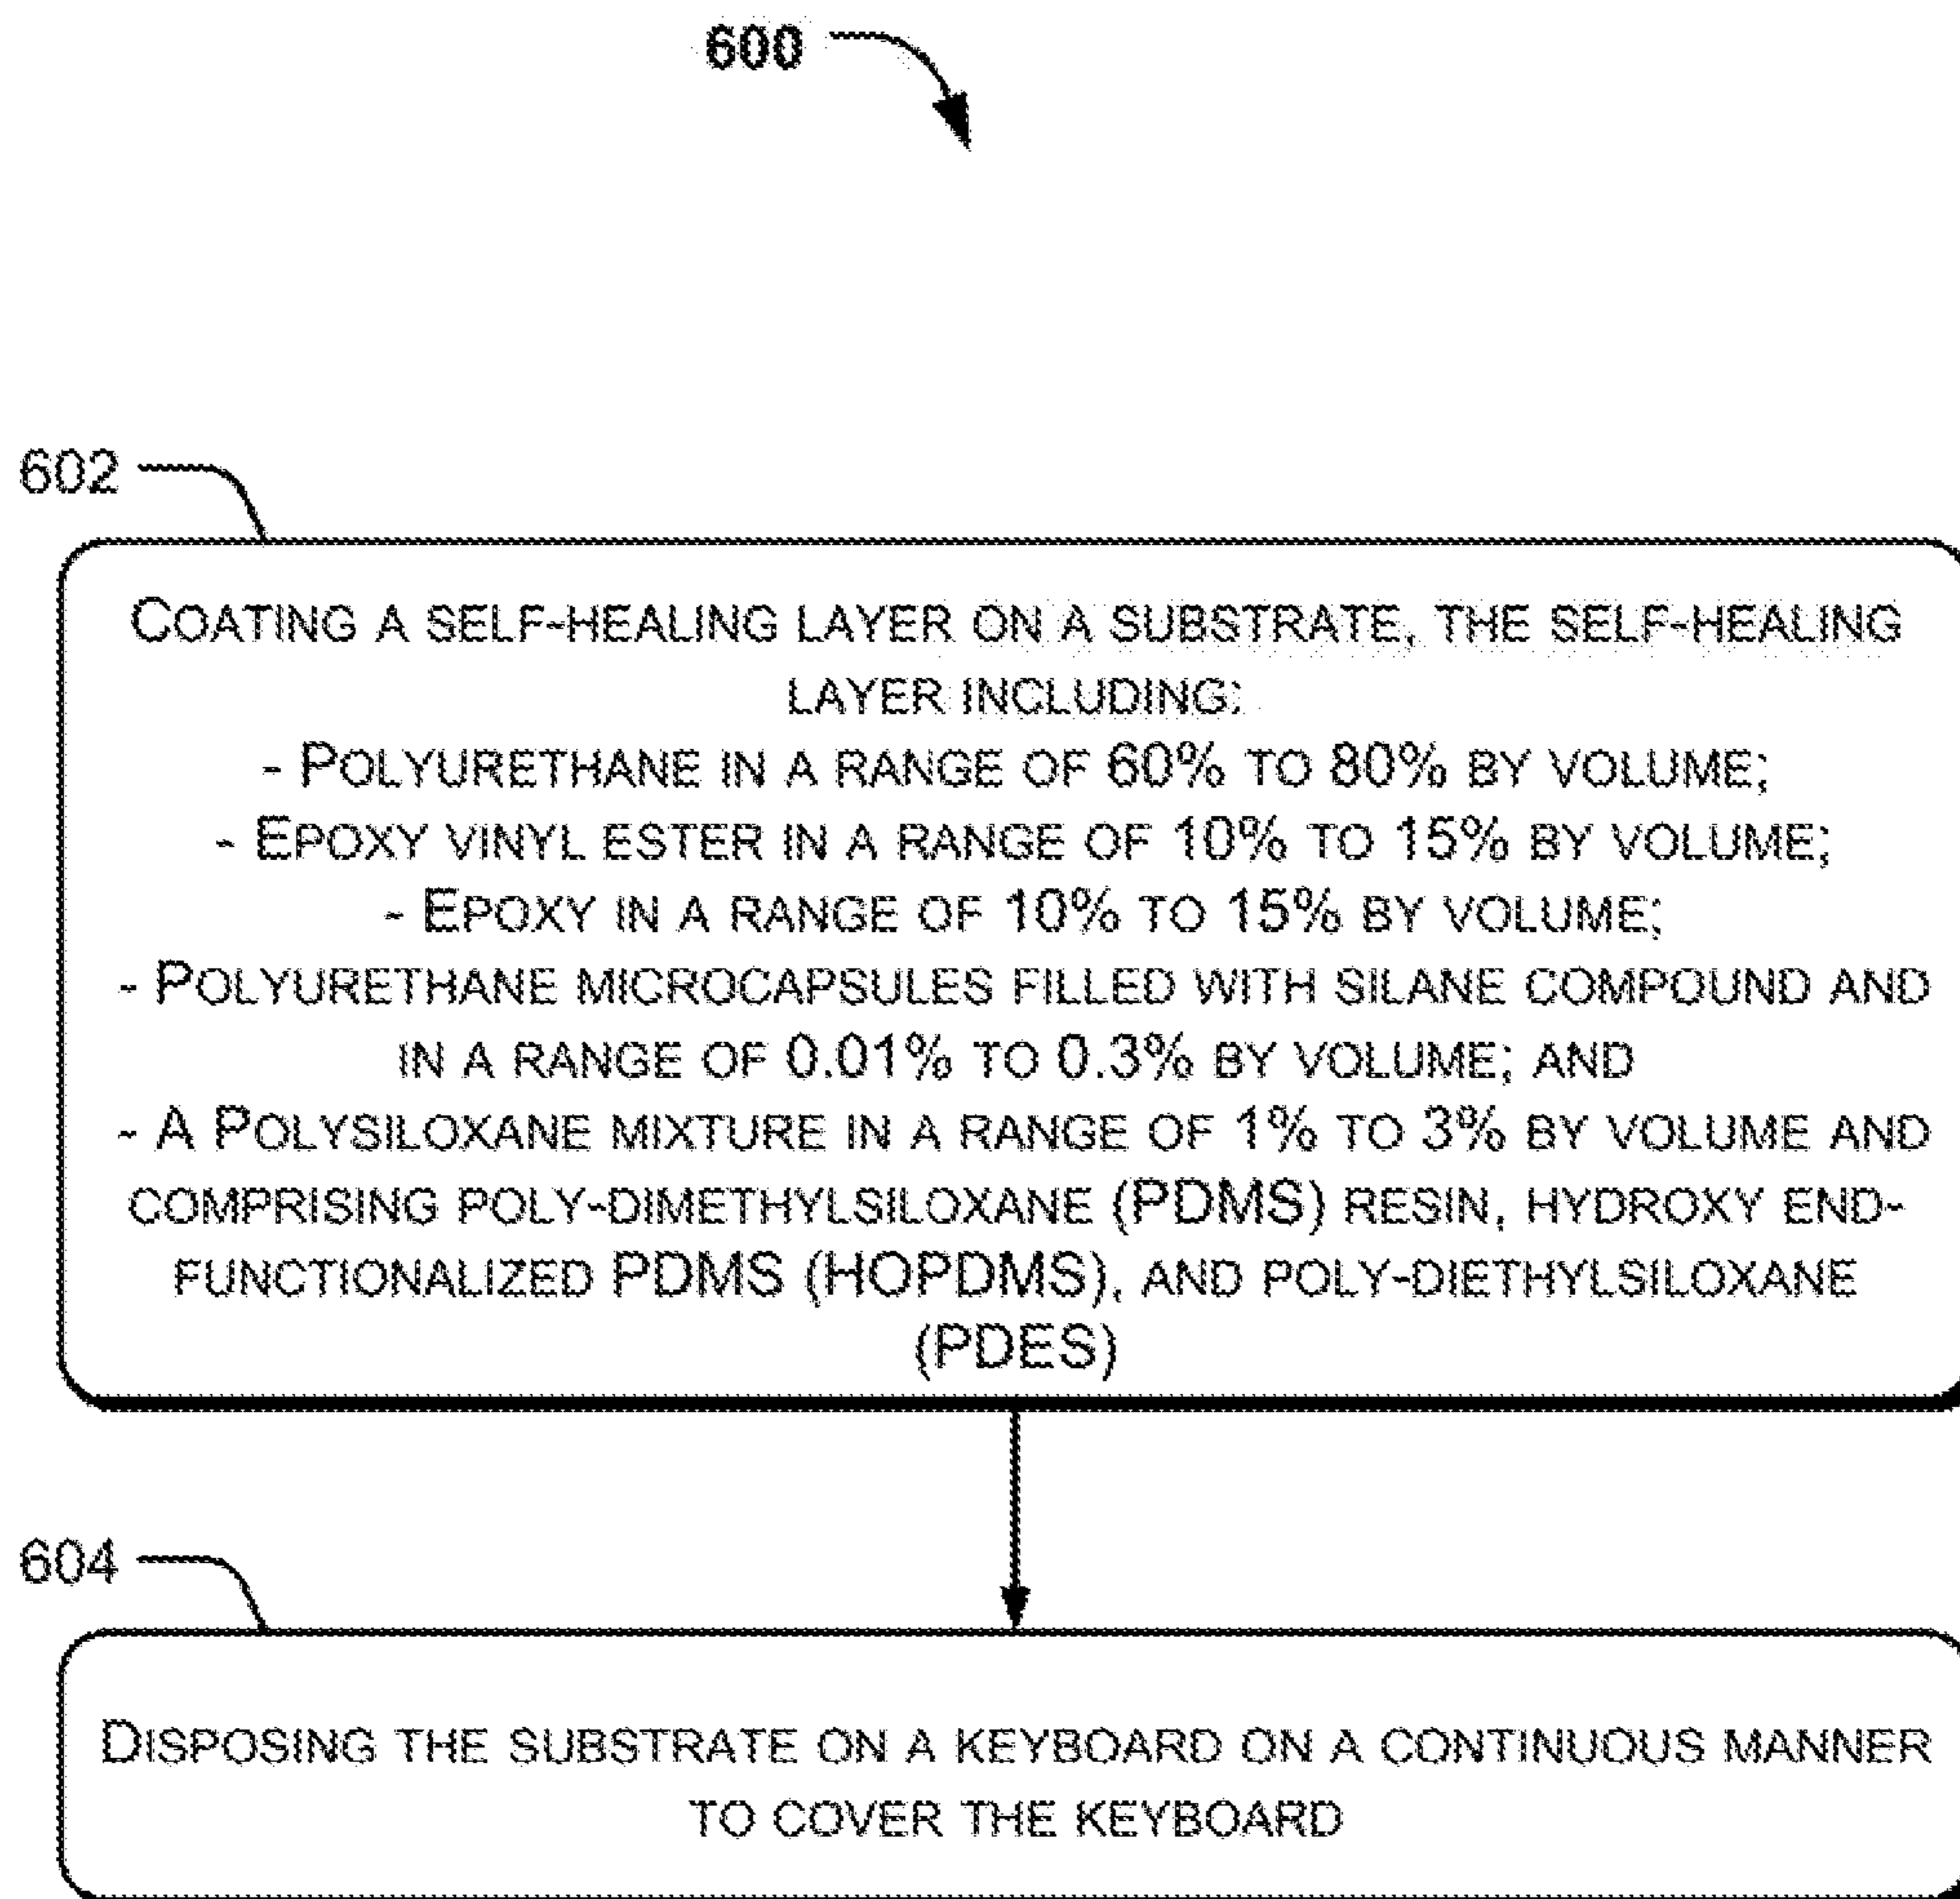 600
602
COATING A SELF-HEALING LAYER ON A SUBSTRATE, THE SELF-HEALING
LAYER INCLUDING:
- POLYURETHANE IN A RANGE OF 60% TO 80% BY VOLUME;
- EPOXY VINYL ESTER IN A RANGE OF 10% TO 15% BY VOLUME;
- EPOXY IN A RANGE OF 10% TO 15% BY VOLUME;
- POLYURETHANE MICROCAPSULES FILLED WITH SILANE COMPOUND AND
IN A RANGE OF 0.01% TO 0.3% BY VOLUME; AND
- A POLYSILOXANE MIXTURE IN A RANGE OF 1% TO 3% BY VOLUME AND
COMPRISING POLY-DIMETHYLSILOXANE (PDMS) RESIN, HYDROXY END-
FUNCTIONALIZED PDMS (HOPDMS), AND POLY-DIETHYLSILOXANE
(PDES)
604
DISPOSING THE SUBSTRATE ON A KEYBOARD ON A CONTINUOUS MANNER
TO COVER THE KEYBOARD